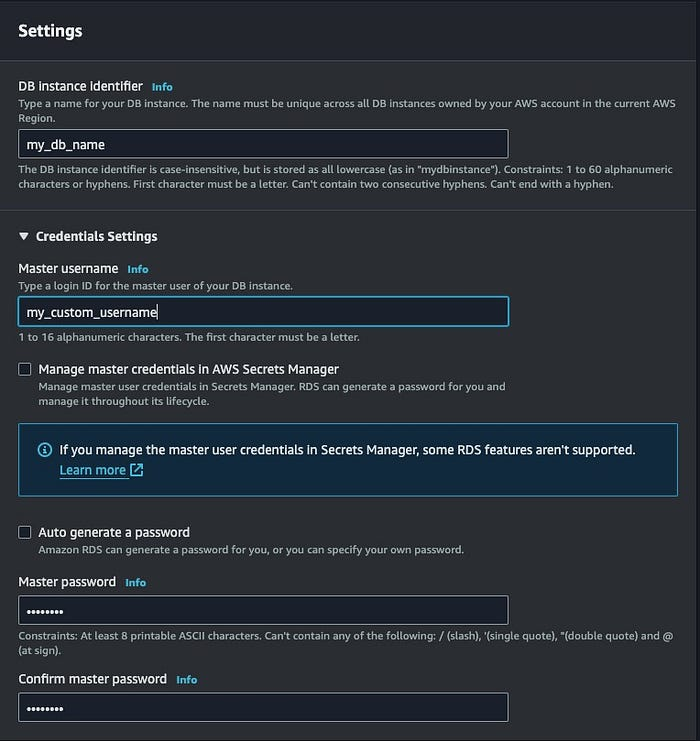 Settings
DB instance identifier Info
Type a name for your DB instance. The name must be unique across all DB instances owned by your AWS account in the current AWS
Region.
my_db_name
The DB instance identifier is case-insensitive, but is stored as all lowercase (as in "mydbinstance"). Constraints: 1 to 60 alphanumeric
characters or hyphens. First character must be a letter. Can't contain two consecutive hyphens. Can't end with a hyphen.
▼ Credentials Settings
Master username Info
Type a login ID for the master user of your DB instance.
my_custom_username
1 to 16 alphanumeric characters. The first character must be a letter.
Manage master credentials in AWS Secrets Manager
Manage master user credentials in Secrets Manager. RDS can generate a password for you and
manage it throughout its lifecycle.
If you manage the master user credentials in Secrets Manager, some RDS features aren't supported.
Learn more
Auto generate a password
Amazon RDS can generate a password for you, or you can specify your own password.
Master password Info
••••••••
Constraints: At least 8 printable ASCII characters. Can't contain any of the following: / (slash), '(single quote), "(double quote) and @
(at sign).
Confirm master password Info
••••••••